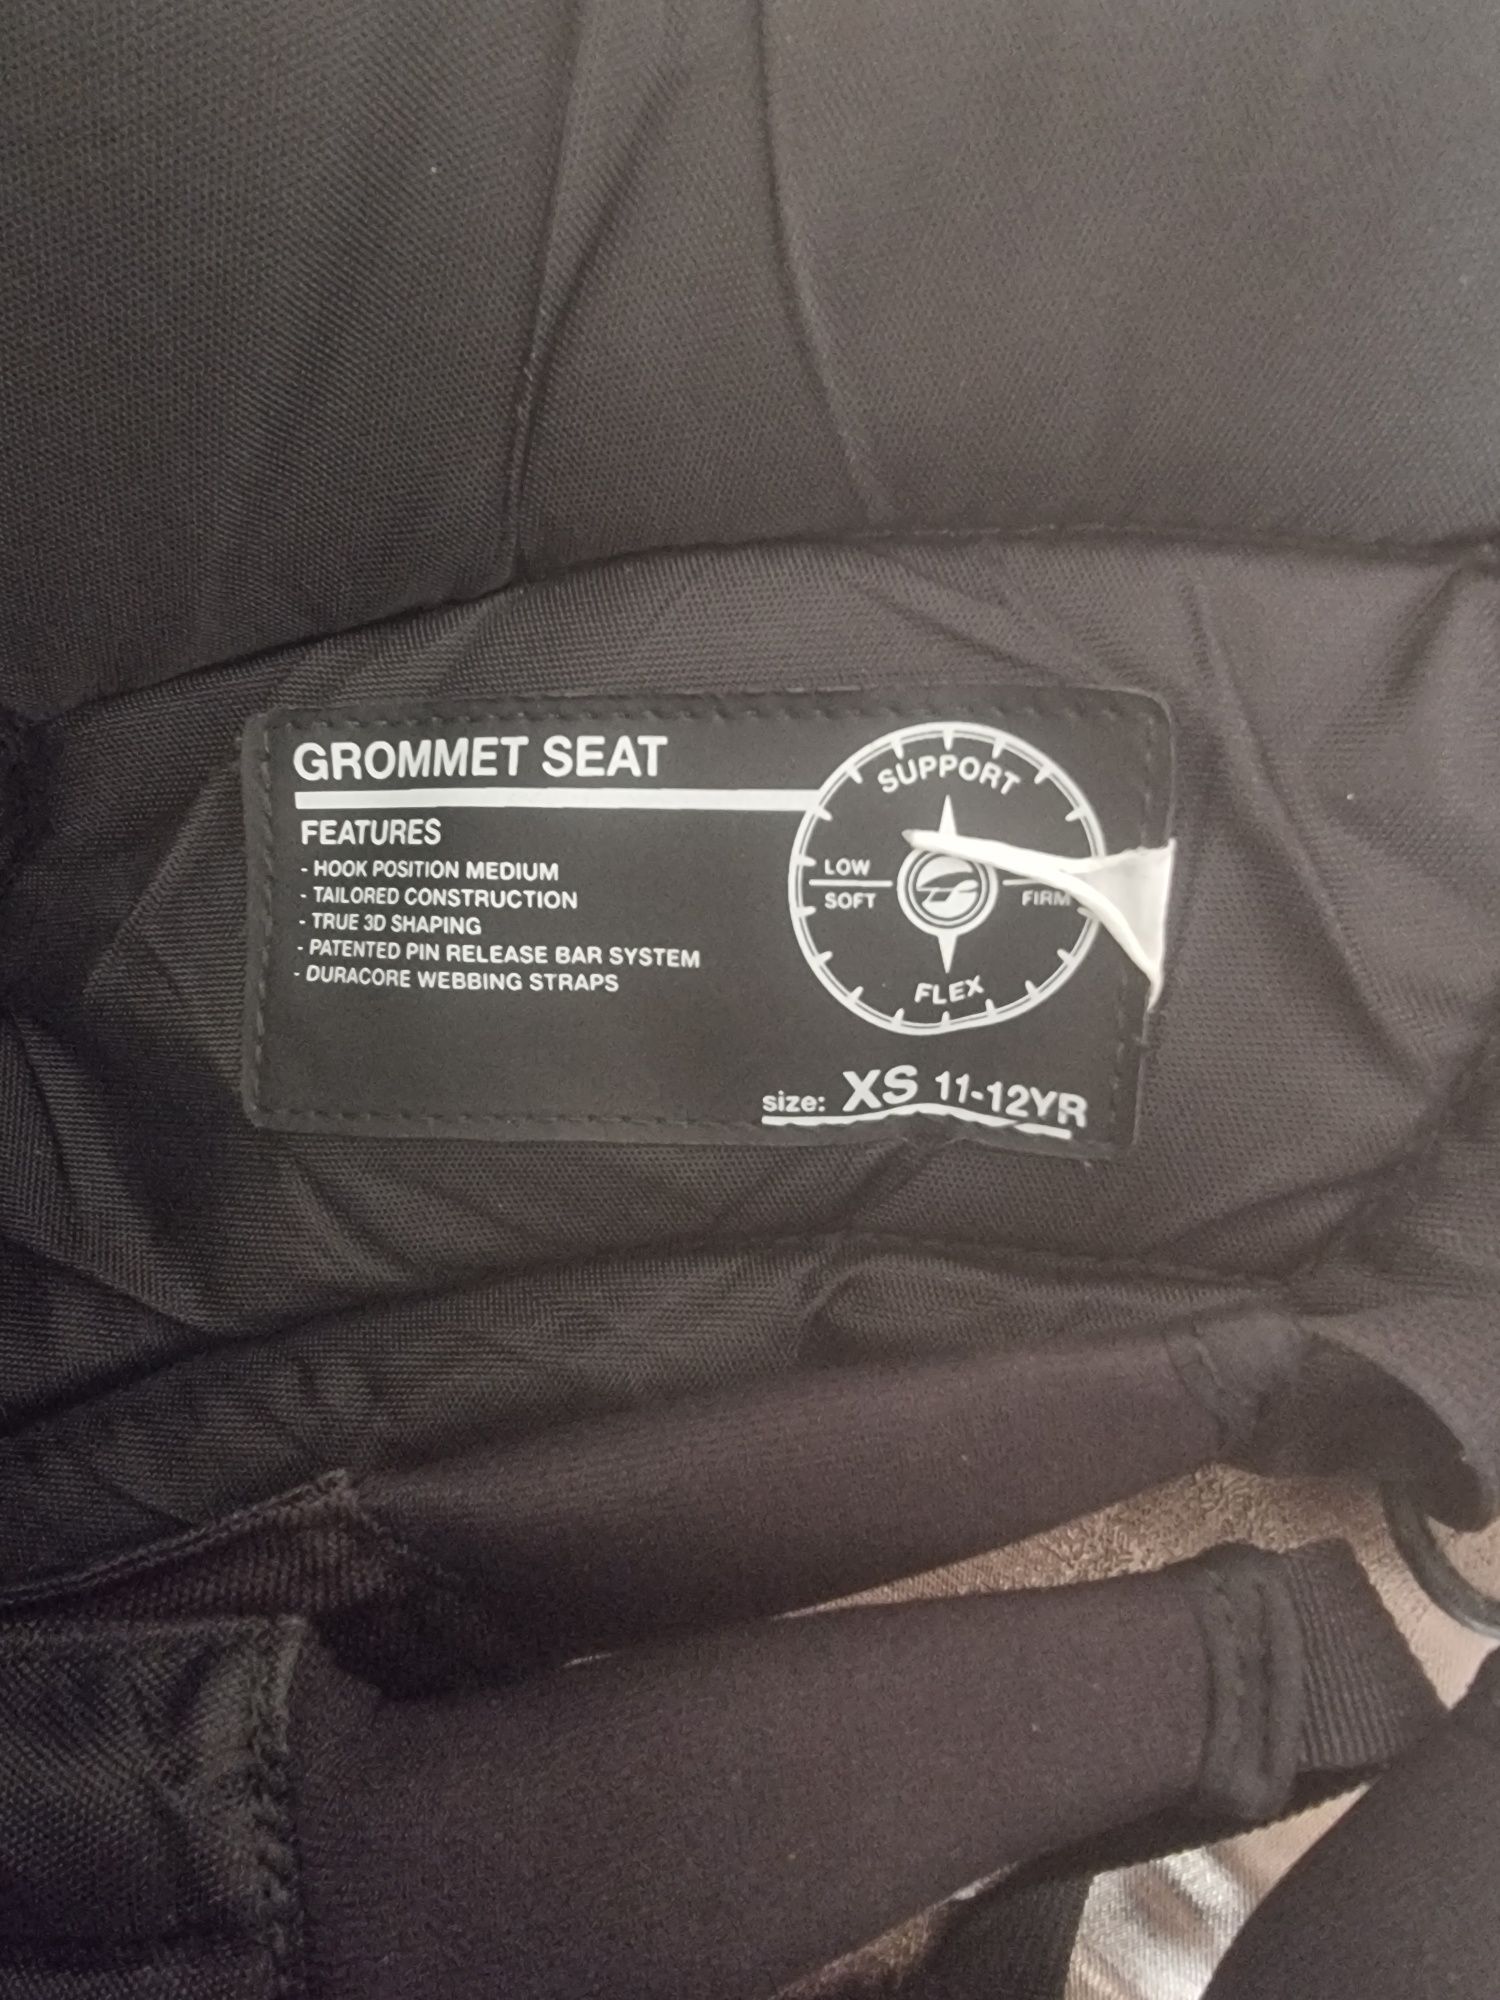 GROMMET SEAT
FEATURES
- HOOK POSITION MEDIUM
- TAILORED CONSTRUCTION
- TRUE 3D SHAPING
- PATENTED PIN RELEASE BAR SYSTEM
- DURACORE WEBBING STRAPS
SUPPORT
LOW
SOFT
FIRM
FLEX
size: XS 11-12YR